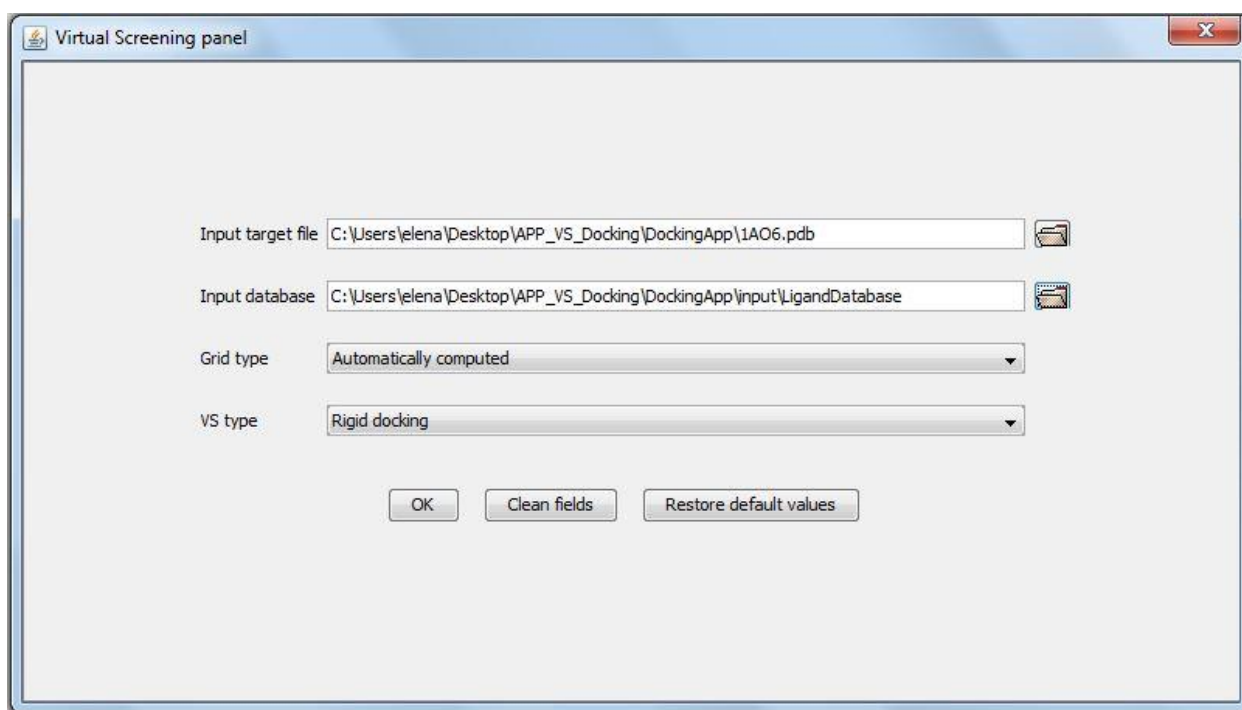 Virtual Screening panel
Input target file C:\Users\elena\Desktop\APP_VS_Docking\DockingApp\1AO6.pdb
Input database C:\Users\elena\Desktop\APP_VS_Docking\DockingApp\input\LigandDatabase
Grid type Automatically computed
VS type Rigid docking
OK Clean fields Restore default values